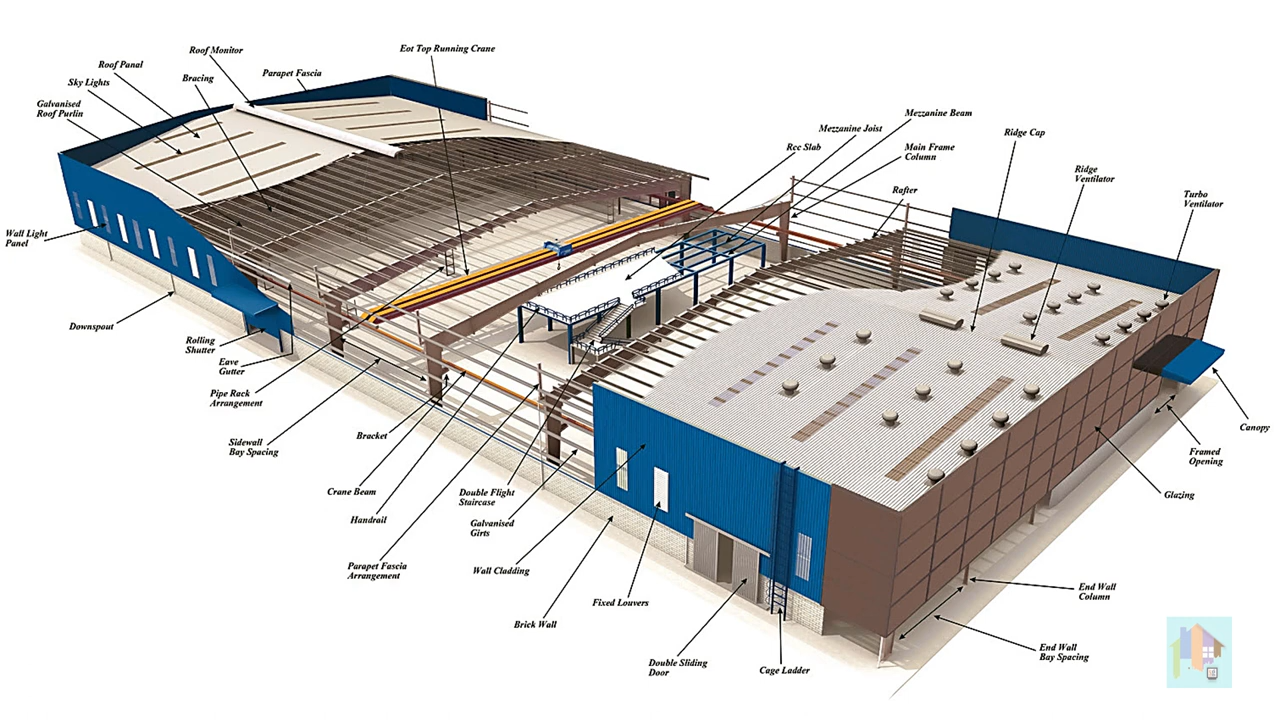 Roof Monitor
Eot Top Running Crane
Roof Panal
Parapet Fascia
Sky Lights
Bracing
Galvanised
Roof Purlin
Mezzanine Beam
Mezzanine Joist
Ridge Cap
Rcc Slab
Main Frame
Column
Ridge
Ventilator
Rafter
Turbo
Ventilator
Wall Light
Panel
Downspout
Rolling
Shutter
Eave
Gutter
Pipe Rack
Arrangement
Sidewall
Bay Spacing
Bracket
Crane Beam
Handrail
Double Flight
Staircase
Galvanised
Girts
Parapet Fascia
Arrangement
Wall Cladding
Fixed Louvers
Brick Wall
Double Sliding
Door
Cage Ladder
Canopy
Framed
Opening
Glazing
End Wall
Column
End Wall
Bay Spacing